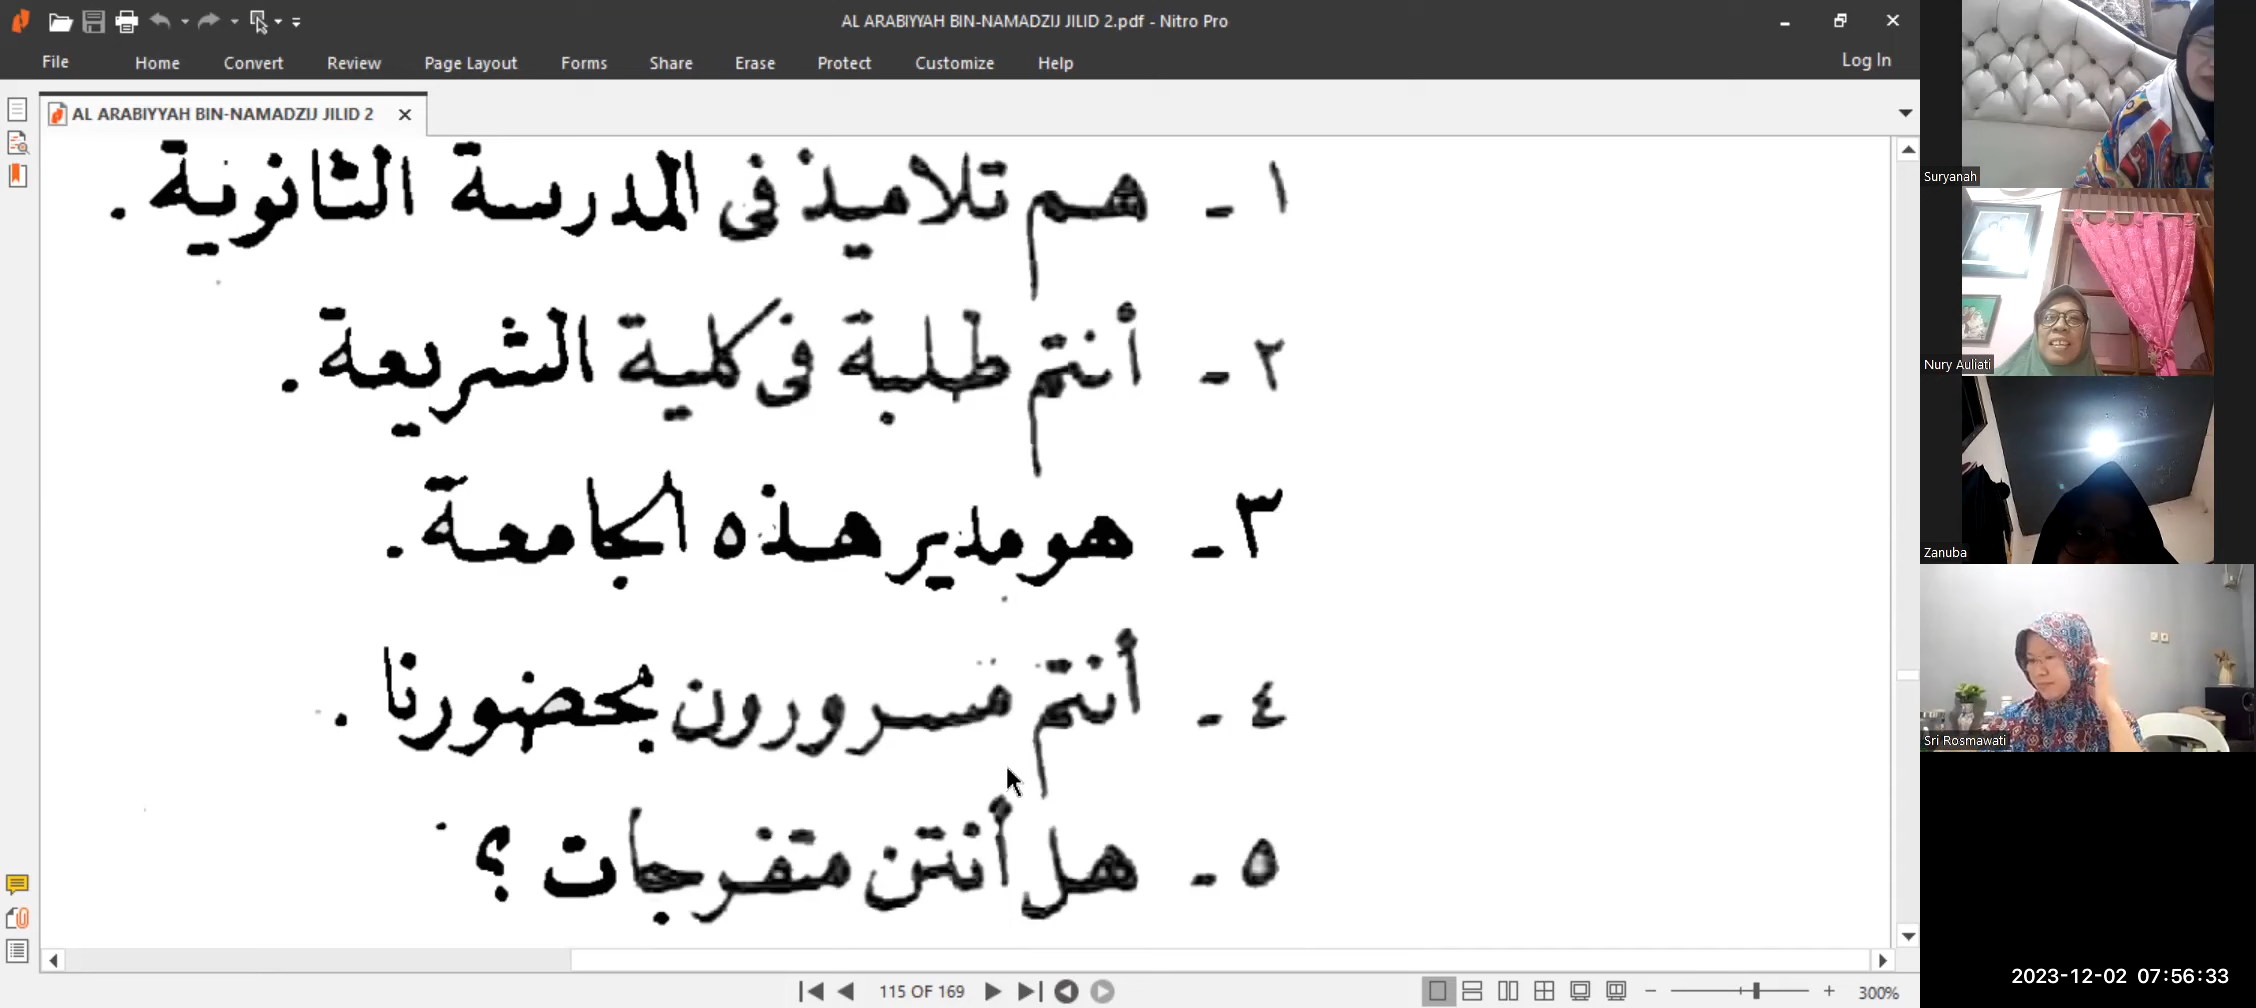 AL ARABIYYAH BIN-NAMADZIJ JILID 2.pdf - Nitro Pro
File Home Convert Review Page Layout Forms Share Erase Protect Customize Help Log In
AL ARABIYYAH BIN-NAMADZIJ JILID 2
١ - هم تلاميذ فى المدرسة الثانوية .
٢ - أنتم طلبة فى كلية الشريعة .
٣ - هو مدير هذه الجامعة .
٤ - أنتم مسرورون بحضورنا .
٥ - هل أنتن متفرجات ؟
115 OF 169
300%
Suryanah
Nury Auliati
Zanuba
Sri Rosmawati
2023-12-02 07:56:33